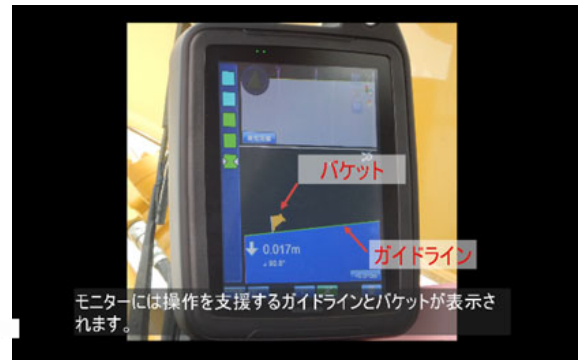 バケット
0.017m
ガイドライン
モニターには操作を支援するガイドラインとバケットが表示さ
れます。